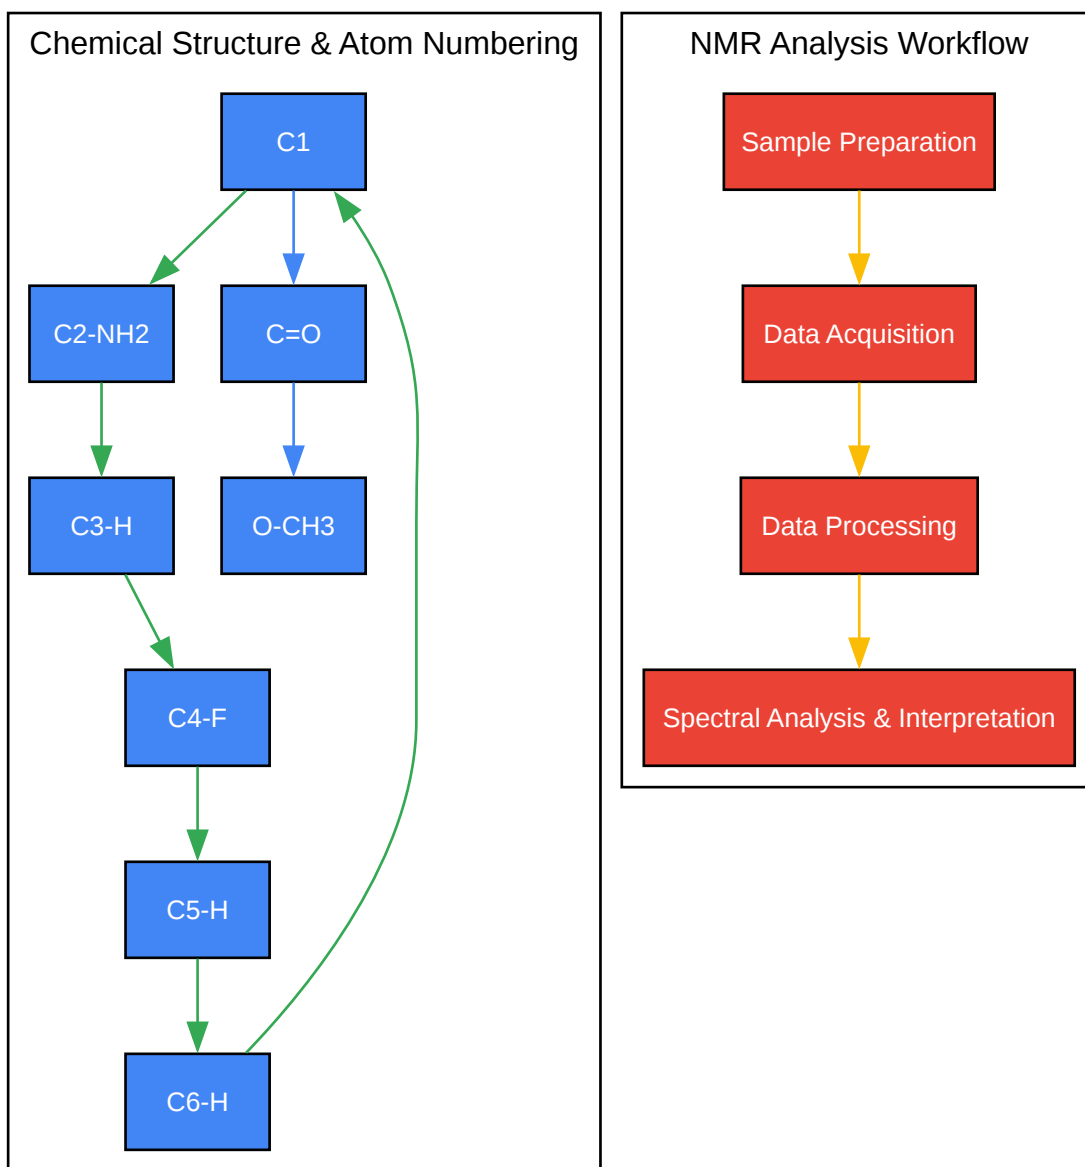 Chemical Structure & Atom Numbering
C1
C2-NH2
C=O
C3-H
O-CH3
C4-F
C5-H
C6-H
NMR Analysis Workflow
Sample Preparation
Data Acquisition
Data Processing
Spectral Analysis & Interpretation